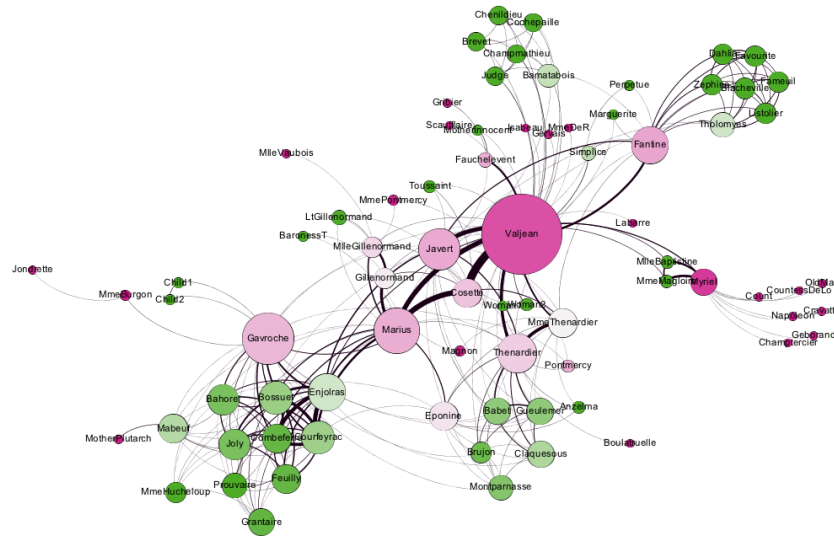 Chenildieu
Cochepaille
Brevet
Champmathieu
Judge
Bamatabois
Dahlia
Favourite
Zephine
Fameuil
Blacheville
Listolier
Tholomyes
Perpetue
Marguerite
Gribier
Scaufflaire
MotherInnocent
Isabeau
Gervais
MmeDeR
Fantine
Simplice
Fauchelevent
MlleVaubois
Toussaint
MmePontmercy
LtGillenormand
BaronessT
MlleGillenormand
Javert
Valjean
Labarre
Gillenormand
Cosette
MlleBaptistine
MmeMagloire
Myriel
Jondrette
MmeBurgon
Child1
Child2
Woman2
MmeThenardier
Count
CountessDeLo
Napoleon
Geborand
Champtercier
Gavroche
Marius
Magnon
Thenardier
Pontmercy
Bahorel
Bossuet
Enjolras
Eponine
Babet
Gueulemer
Anzelma
Mabeuf
MotherPlutarch
Joly
Combeferre
Courfeyrac
Brujon
Claquesous
Boulatruelle
MmeHucheloup
Prouvaire
Feuilly
Montparnasse
Grantaire